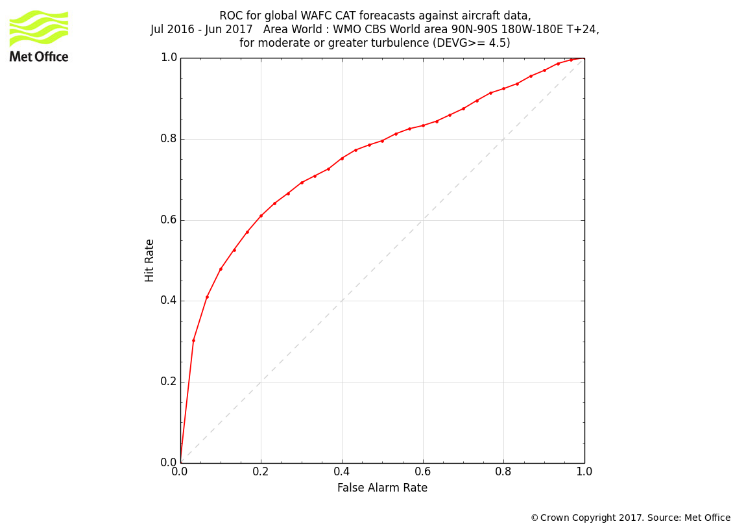 ROC for global WAFC CAT foreacasts against aircraft data,
Jul 2016 - Jun 2017 Area World : WMO CBS World area 90N-90S 180W-180E T+24,
for moderate or greater turbulence (DEVG>= 4.5)
Met Office
1.0
0.8
0.6
0.4
0.2
0.0
Hit Rate
0.0 0.2 0.4 0.6 0.8 1.0
False Alarm Rate
© Crown Copyright 2017. Source: Met Office